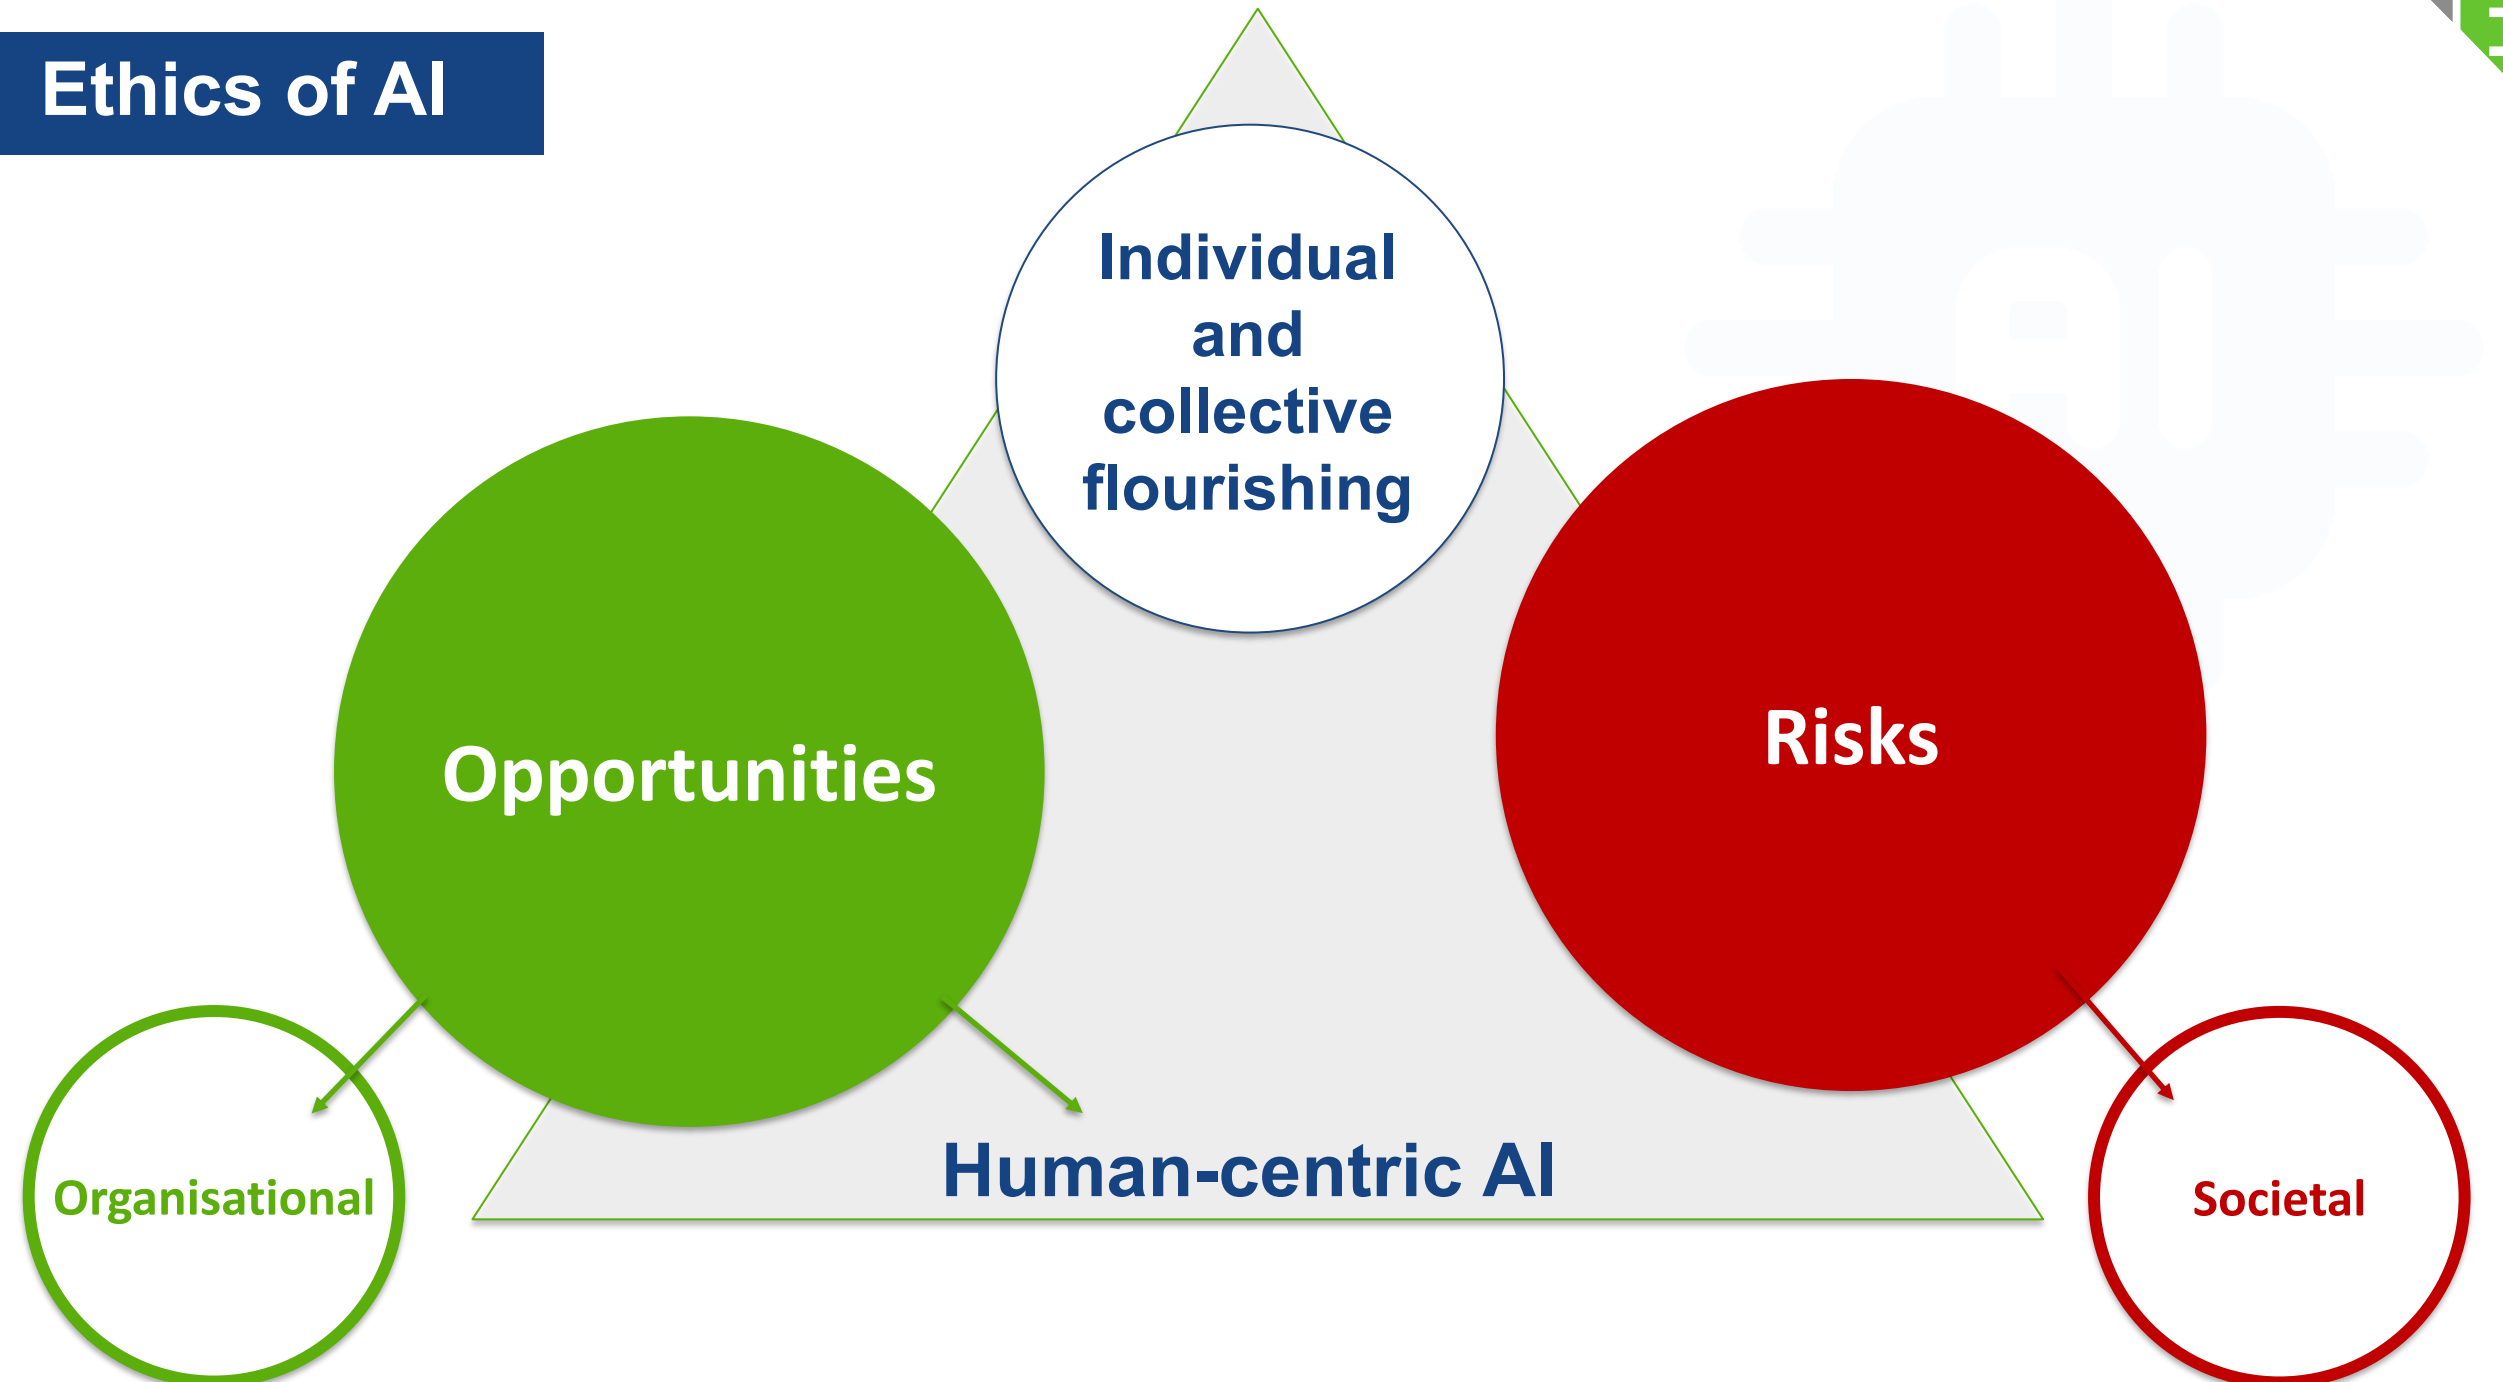 Ethics of AI
Individual
and
collective
flourishing
Opportunities
Risks
Human-centric AI
Organisational
Societal